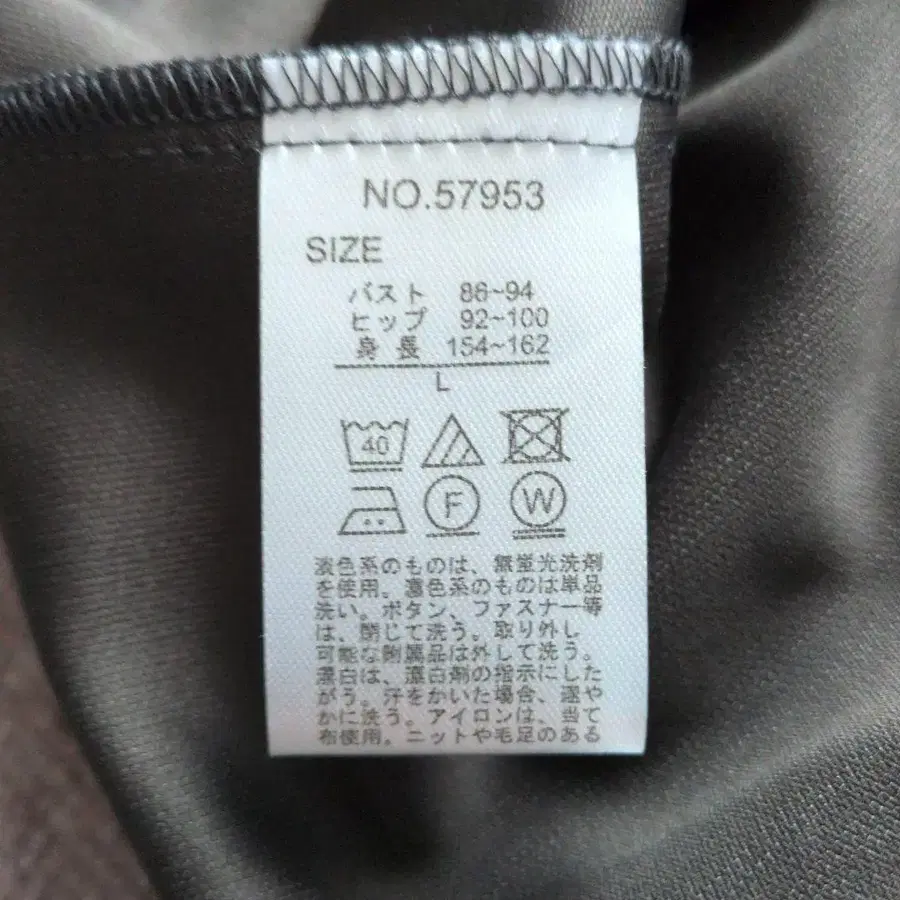 NO.57953
SIZE
バスト 86~94
ヒップ 92~100
身長 154~162
L
40
F W
淡色系のものは、無蛍光洗剤
を使用。濃色系のものは単品
洗い。ボタン、ファスナー等
は、閉じて洗う。取り外し
可能な附属品は外して洗う。
漂白は、漂白剤の指示にした
がう。汗をかいた場合、速や
かに洗う。アイロンは、当て
布使用。ニットや毛足のある